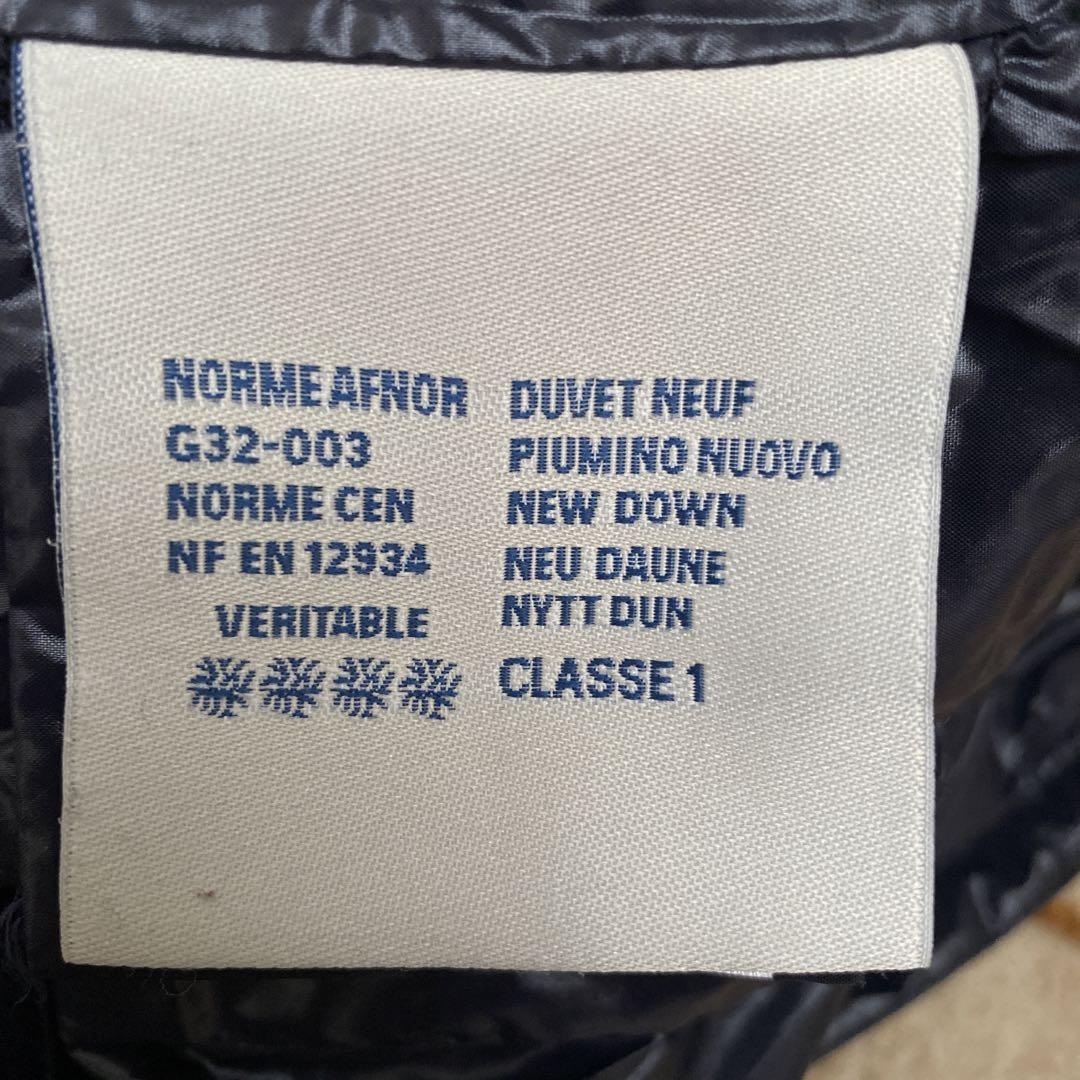 NORME AFNOR
G32-003
NORME CEN
NF EN 12934
VERITABLE
DUVET NEUF
PIUMINO NUOVO
NEW DOWN
NEU DAUNE
NYTT DUN
CLASSE 1